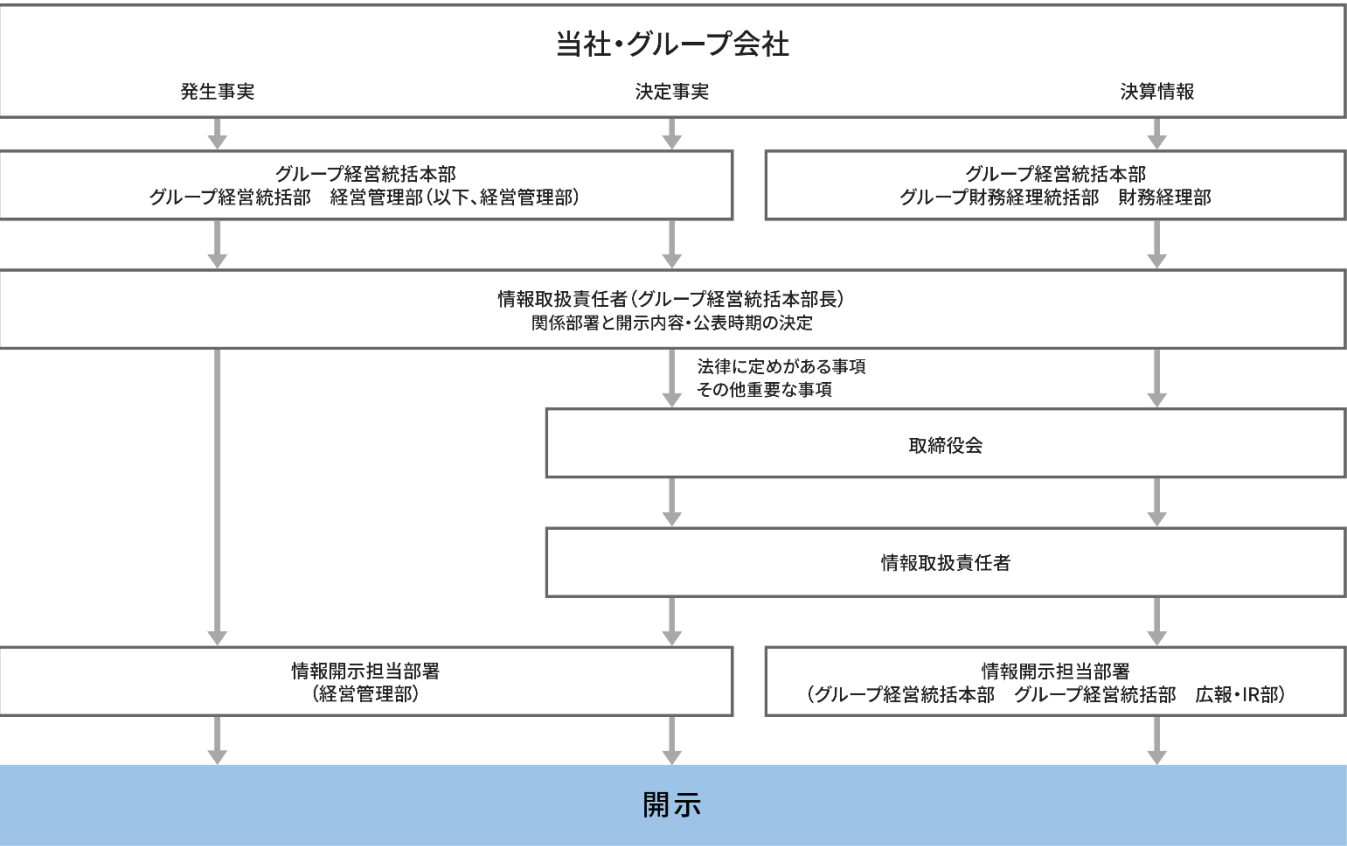 当社・グループ会社
発生事実
決定事実
決算情報
グループ経営統括本部
グループ経営統括部　経営管理部（以下、経営管理部）
グループ経営統括本部
グループ財務経理統括部　財務経理部
情報取扱責任者（グループ経営統括本部長）
関係部署と開示内容・公表時期の決定
法律に定めがある事項
その他重要な事項
取締役会
情報取扱責任者
情報開示担当部署
（経営管理部）
情報開示担当部署
（グループ経営統括本部　グループ経営統括部　広報・IR部）
開示